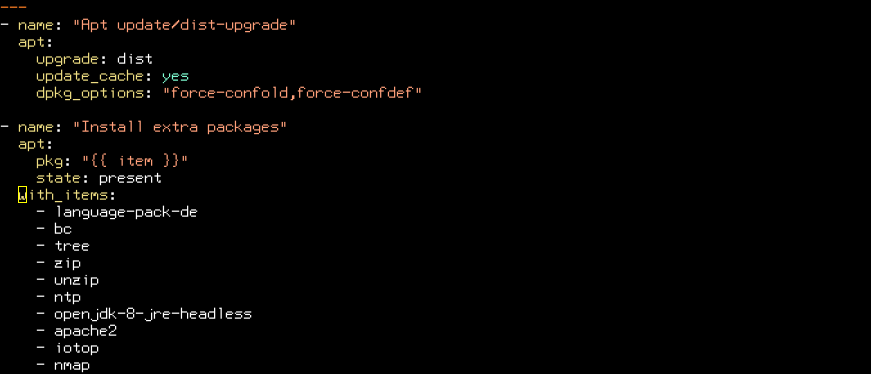 ---
- name: "Apt update/dist-upgrade"
  apt:
    upgrade: dist
    update_cache: yes
    dpkg_options: "force-confold,force-confdef"

- name: "Install extra packages"
  apt:
    pkg: "{{ item }}"
    state: present
  with_items:
    - language-pack-de
    - bc
    - tree
    - zip
    - unzip
    - ntp
    - openjdk-8-jre-headless
    - apache2
    - iotop
    - nmap